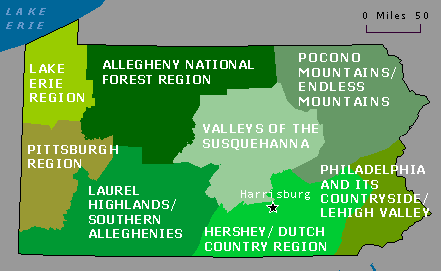 LAKE
ERIE
0 Miles 50
LAKE
ERIE
REGION
ALLEGHENY NATIONAL
FOREST REGION
POCONO
MOUNTAINS/
ENDLESS
MOUNTAINS
VALLEYS OF THE
SUSQUEHANNA
PITTSBURGH
REGION
PHILADELPHIA
AND ITS
COUNTRYSIDE/
LEHIGH VALLEY
LAUREL
HIGHLANDS/
SOUTHERN
ALLEGHENIES
Harrisburg
HERSHEY/ DUTCH
COUNTRY REGION